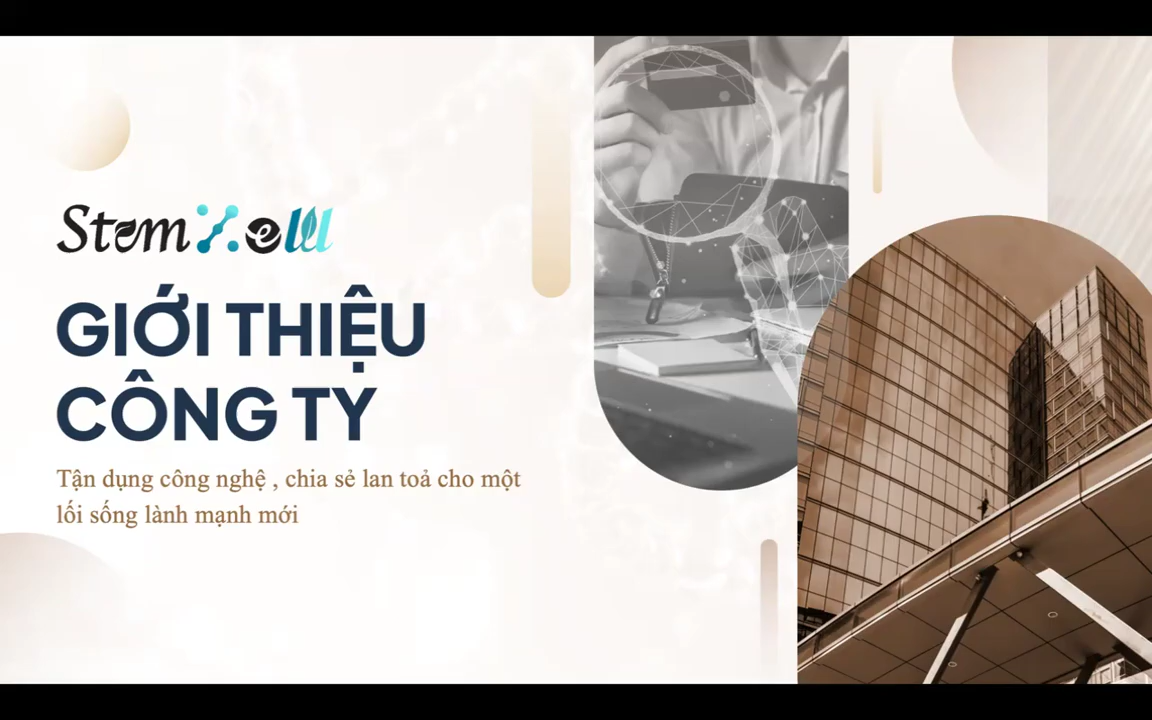 StemXell
GIỚI THIỆU
CÔNG TY
Tận dụng công nghệ , chia sẻ lan toả cho một
lối sống lành mạnh mới